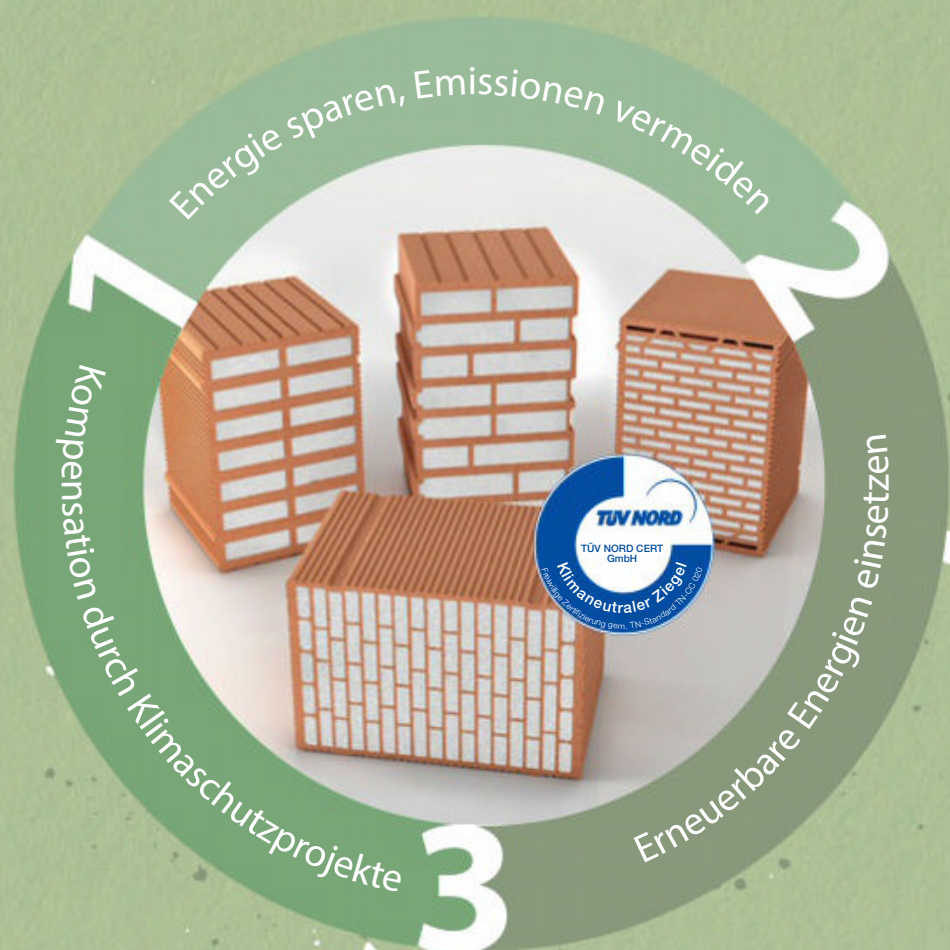 1
Energie sparen, Emissionen vermeiden
2
Erneuerbare Energien einsetzen
3
Kompensation durch Klimaschutzprojekte
TÜV NORD
TÜV NORD CERT
GmbH
Klimaneutraler Ziegel
Freiwillige Zertifizierung gem. TN-Standard TN-CC 020